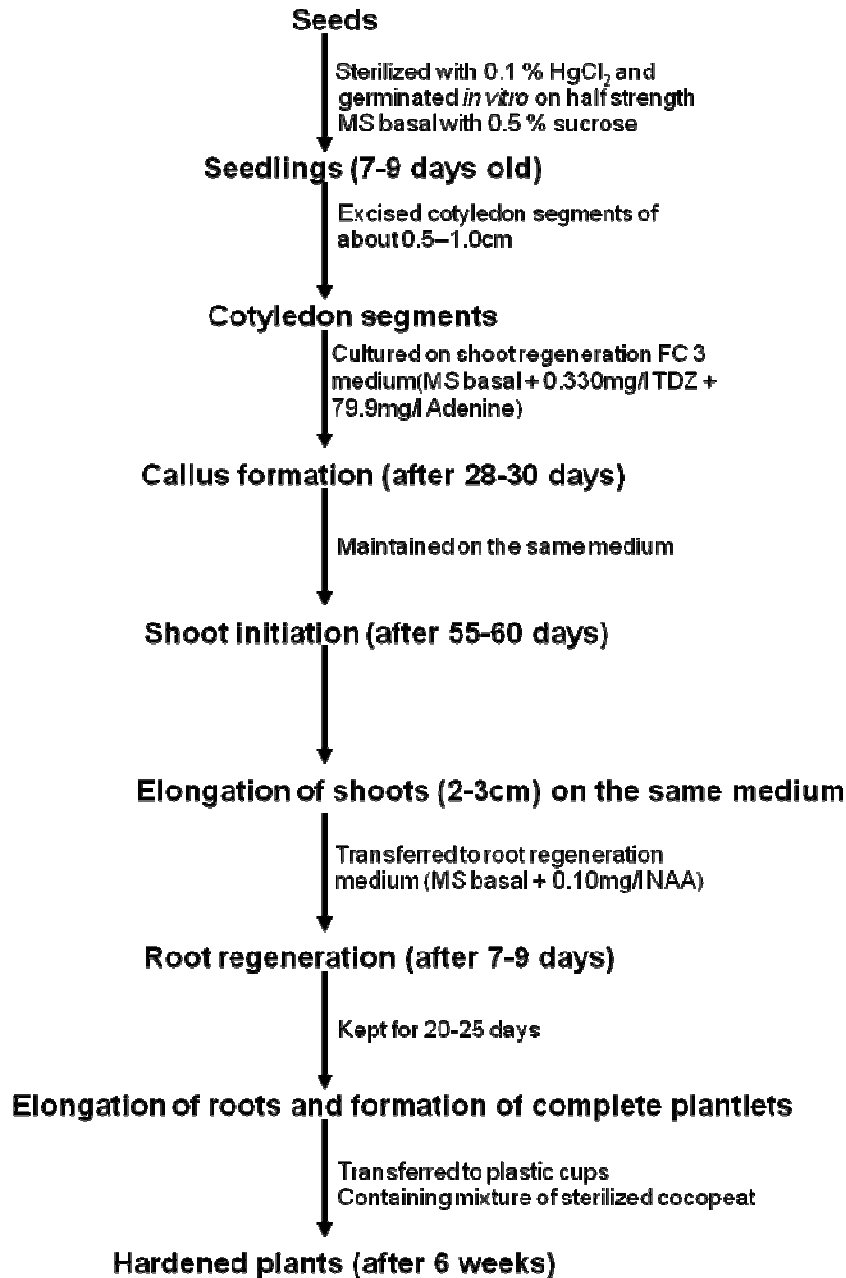 Seeds
Sterilized with 0.1 % HgCl₂ and
germinated in vitro on half strength
MS basal with 0.5 % sucrose
Seedlings (7-9 days old)
Excised cotyledon segments of
about 0.5–1.0cm
Cotyledon segments
Cultured on shoot regeneration FC 3
medium(MS basal + 0.330mg/l TDZ +
79.9mg/l Adenine)
Callus formation (after 28-30 days)
Maintained on the same medium
Shoot initiation (after 55-60 days)
Elongation of shoots (2-3cm) on the same medium
Transferred to root regeneration
medium (MS basal + 0.10mg/l NAA)
Root regeneration (after 7-9 days)
Kept for 20-25 days
Elongation of roots and formation of complete plantlets
Transferred to plastic cups
Containing mixture of sterilized cocopeat
Hardened plants (after 6 weeks)